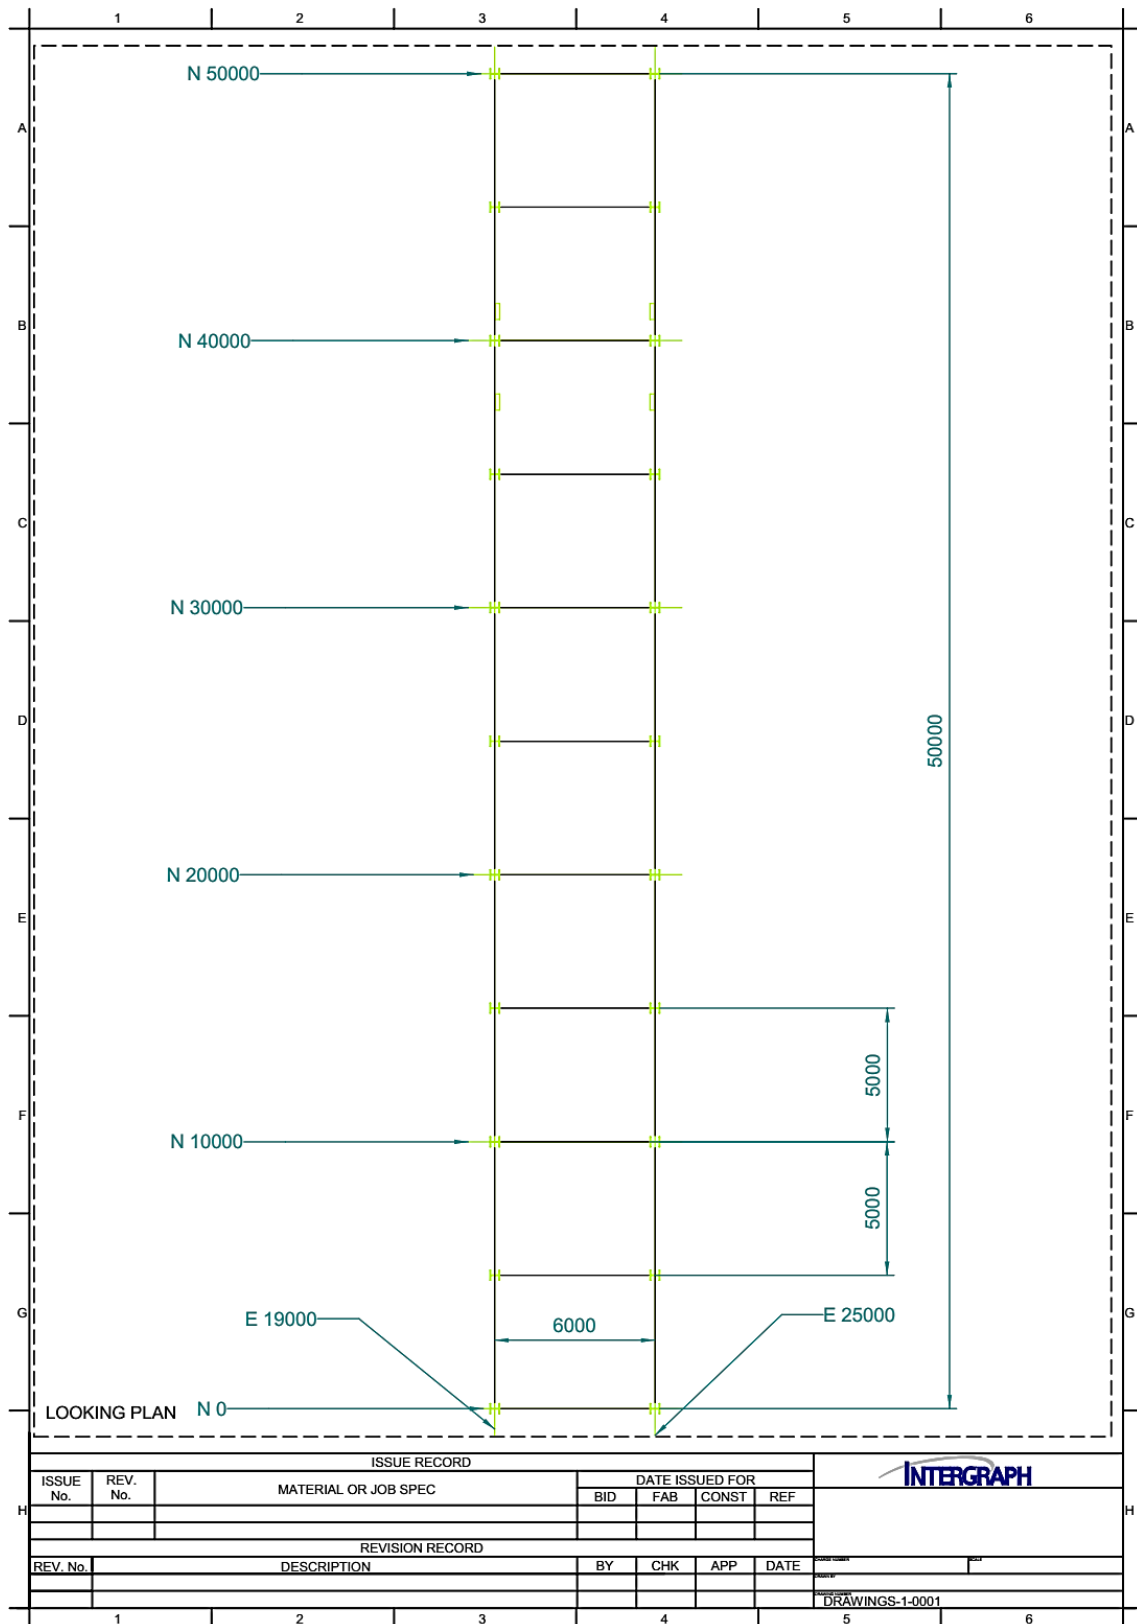 1 2 3 4 5 6
N 50000
A A
B B
N 40000
C C
N 30000
D D
50000
N 20000
E E
5000
F F
N 10000
5000
G G
E 19000
6000
E 25000
LOOKING PLAN
N 0
ISSUE RECORD
INTERGRAPH
ISSUE No.
REV. No.
MATERIAL OR JOB SPEC
DATE ISSUED FOR
BID FAB CONST REF
H H
REVISION RECORD
REV. No. DESCRIPTION BY CHK APP DATE
DRAWINGS-1-0001
1 2 3 4 5 6